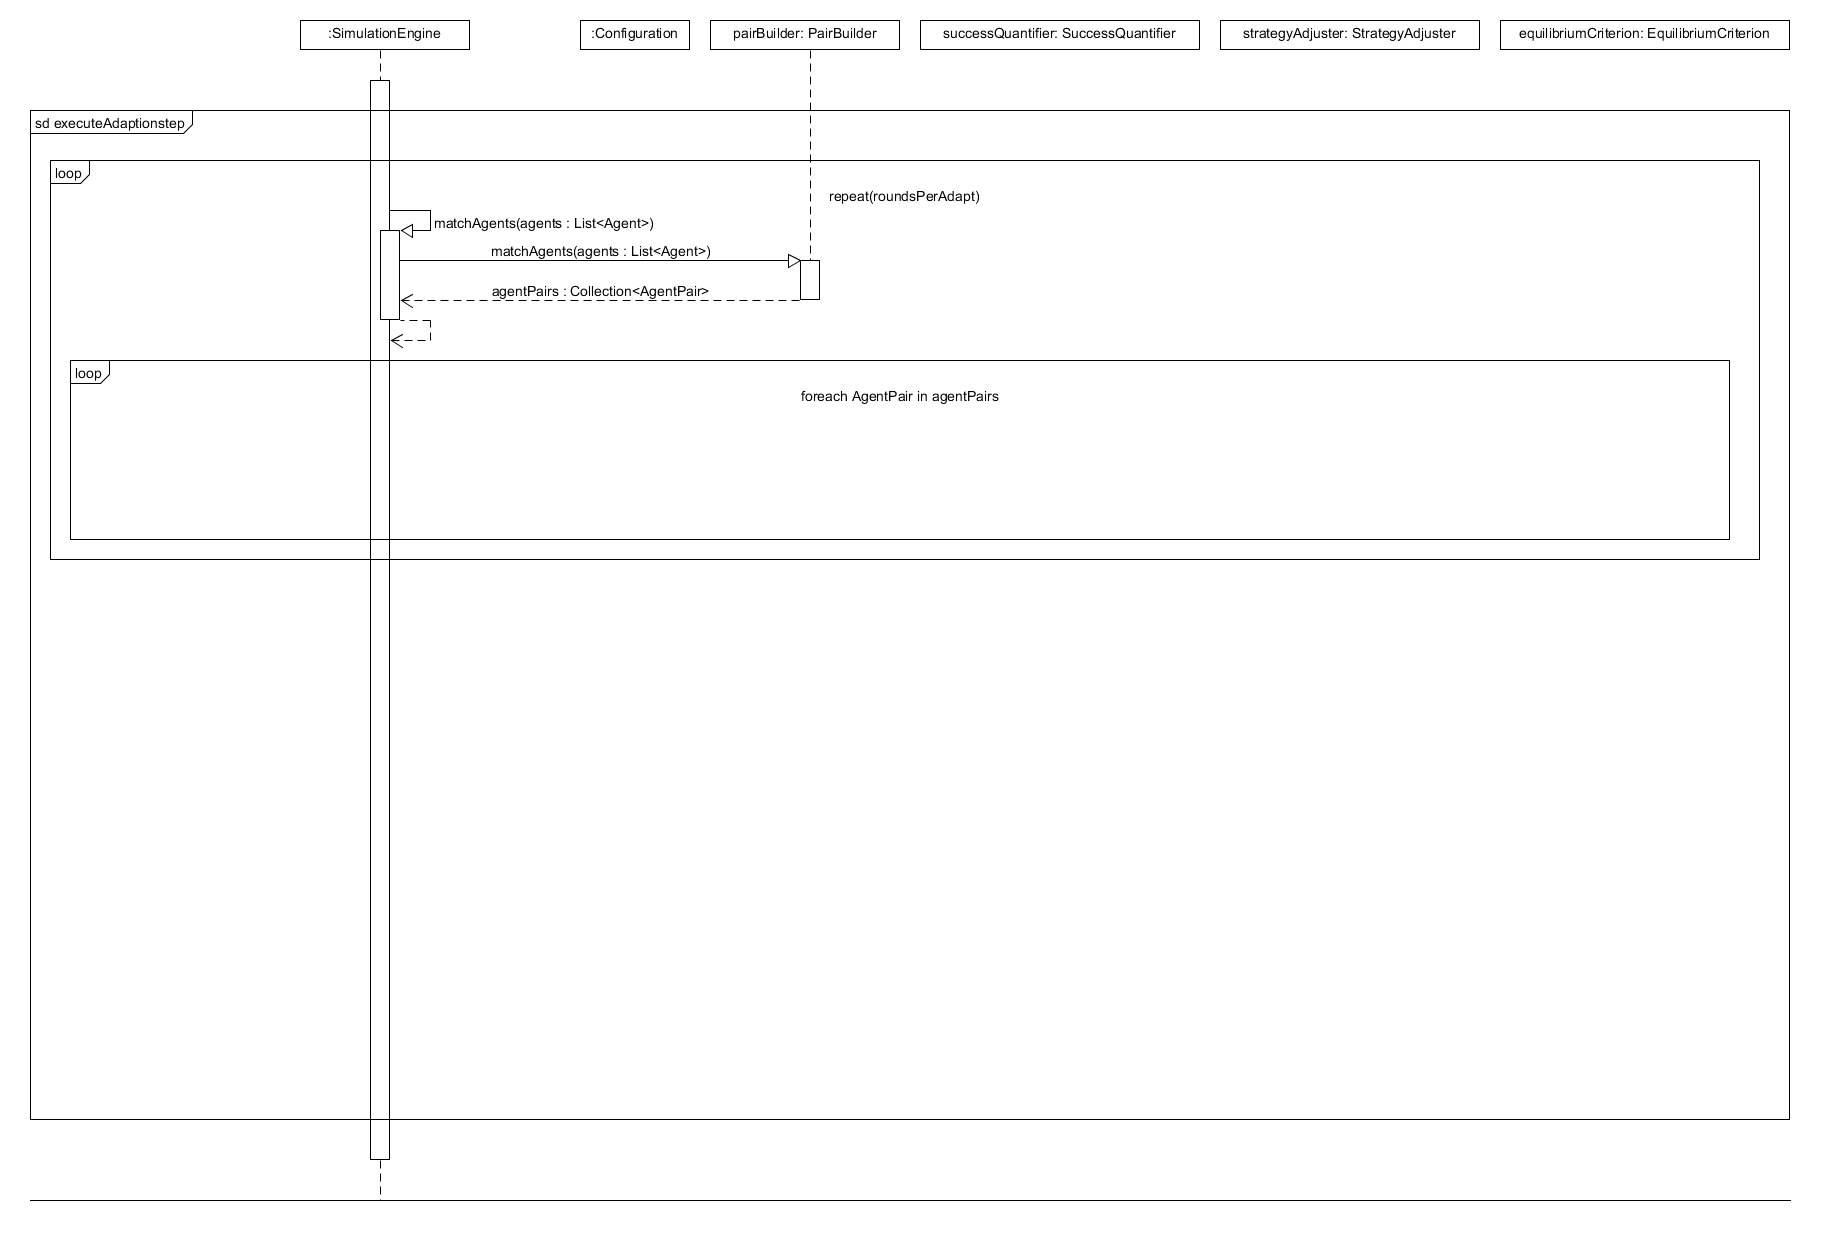 :SimulationEngine
:Configuration
pairBuilder: PairBuilder
successQuantifier: SuccessQuantifier
strategyAdjuster: StrategyAdjuster
equilibriumCriterion: EquilibriumCriterion
sd executeAdaptionstep
loop
repeat(roundsPerAdapt)
matchAgents(agents : List<Agent>)
matchAgents(agents : List<Agent>)
agentPairs : Collection<AgentPair>
loop
foreach AgentPair in agentPairs